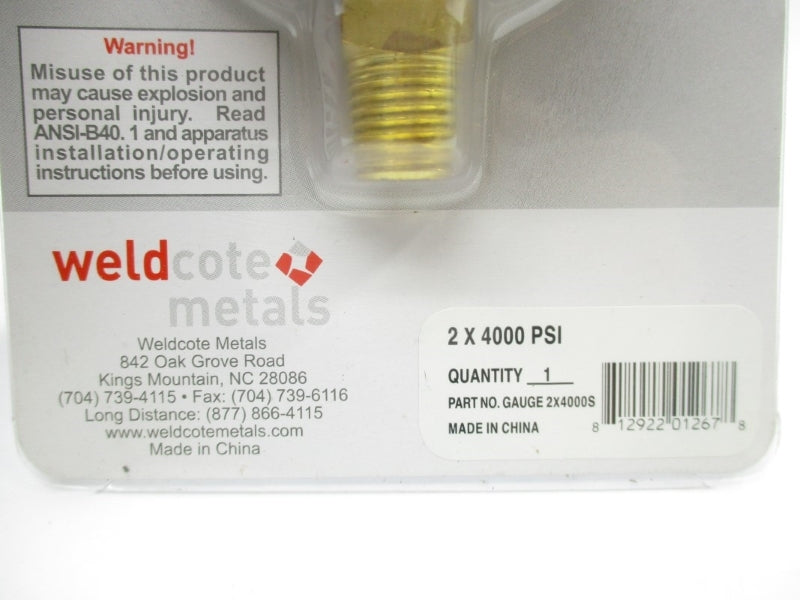 Warning!
Misuse of this product
may cause explosion and
personal injury. Read
ANSI-B40. 1 and apparatus
installation/operating
instructions before using.
weldcote
metals
Weldcote Metals
842 Oak Grove Road
Kings Mountain, NC 28086
(704) 739-4115 • Fax: (704) 739-6116
Long Distance: (877) 866-4115
www.weldcotemetals.com
Made in China
2 X 4000 PSI
QUANTITY 1
PART NO. GAUGE 2X4000S
MADE IN CHINA
8 12922 01267 8